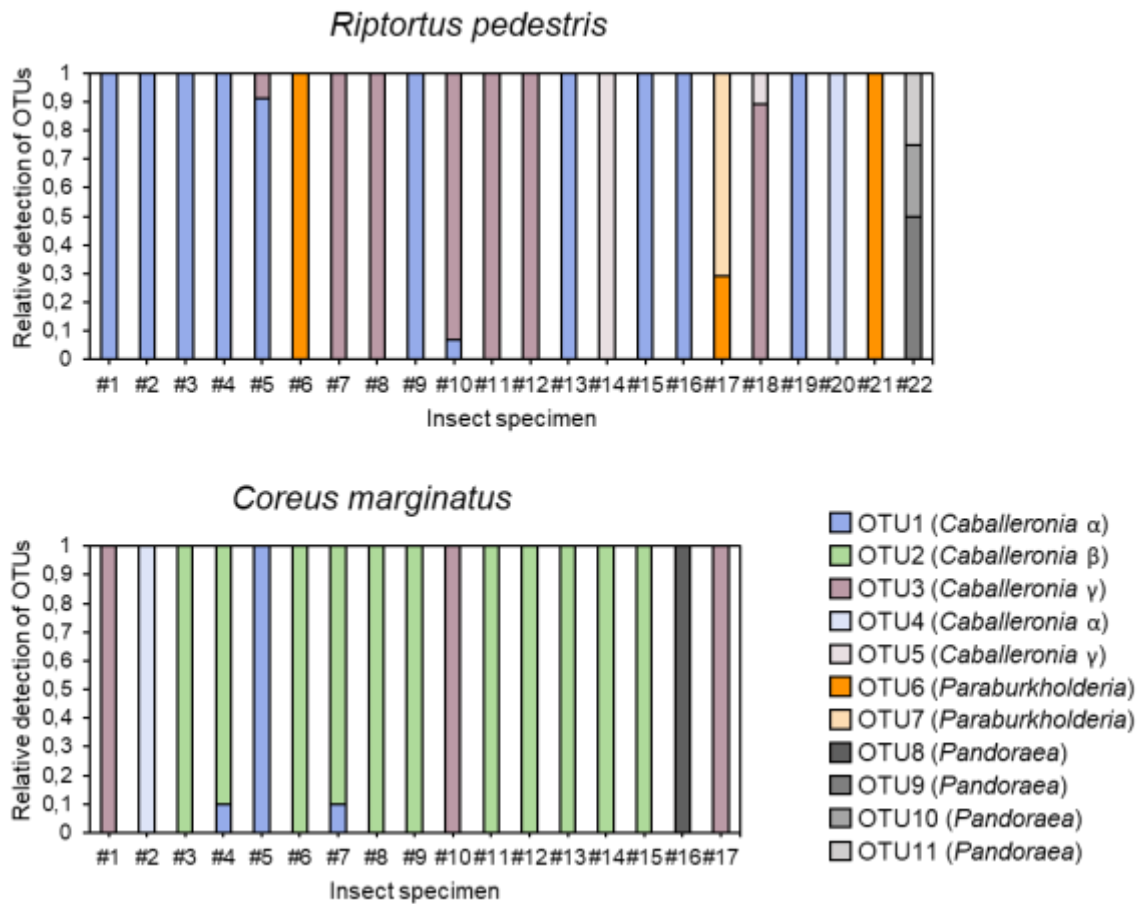 Riptortus pedestris
Relative detection of OTUs
1
0,9
0,8
0,7
0,6
0,5
0,4
0,3
0,2
0,1
0
#1 #2 #3 #4 #5 #6 #7 #8 #9 #10 #11 #12 #13 #14 #15 #16 #17 #18 #19 #20 #21 #22
Insect specimen
Coreus marginatus
Relative detection of OTUs
1
0,9
0,8
0,7
0,6
0,5
0,4
0,3
0,2
0,1
0
#1 #2 #3 #4 #5 #6 #7 #8 #9 #10 #11 #12 #13 #14 #15 #16 #17
Insect specimen
OTU1 (Caballeronia α)
OTU2 (Caballeronia β)
OTU3 (Caballeronia γ)
OTU4 (Caballeronia α)
OTU5 (Caballeronia γ)
OTU6 (Paraburkholderia)
OTU7 (Paraburkholderia)
OTU8 (Pandoraea)
OTU9 (Pandoraea)
OTU10 (Pandoraea)
OTU11 (Pandoraea)